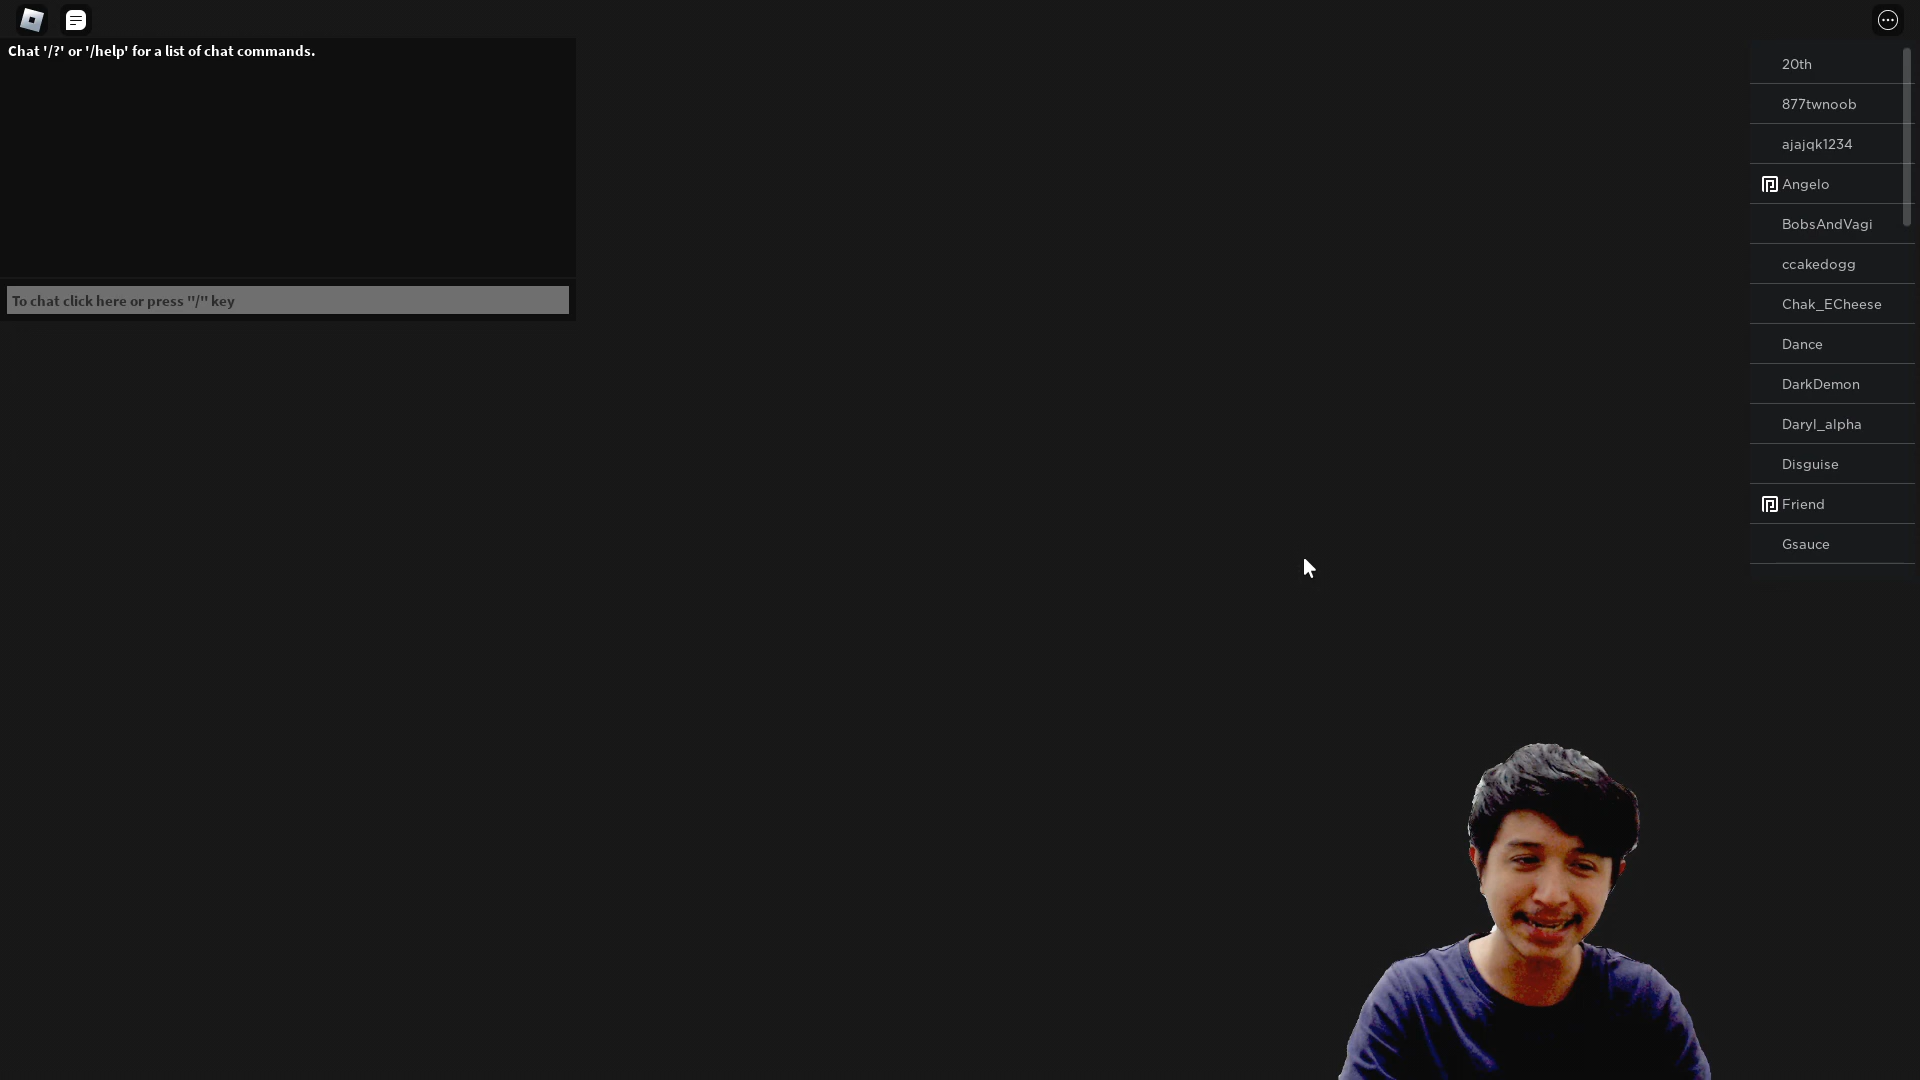 Chat '/?' or '/help' for a list of chat commands.
To chat click here or press "/" key
20th
877twnoob
ajajqk1234
Angelo
BobsAndVagi
ccakedogg
Chak_ECheese
Dance
DarkDemon
Daryl_alpha
Disguise
Friend
Gsauce